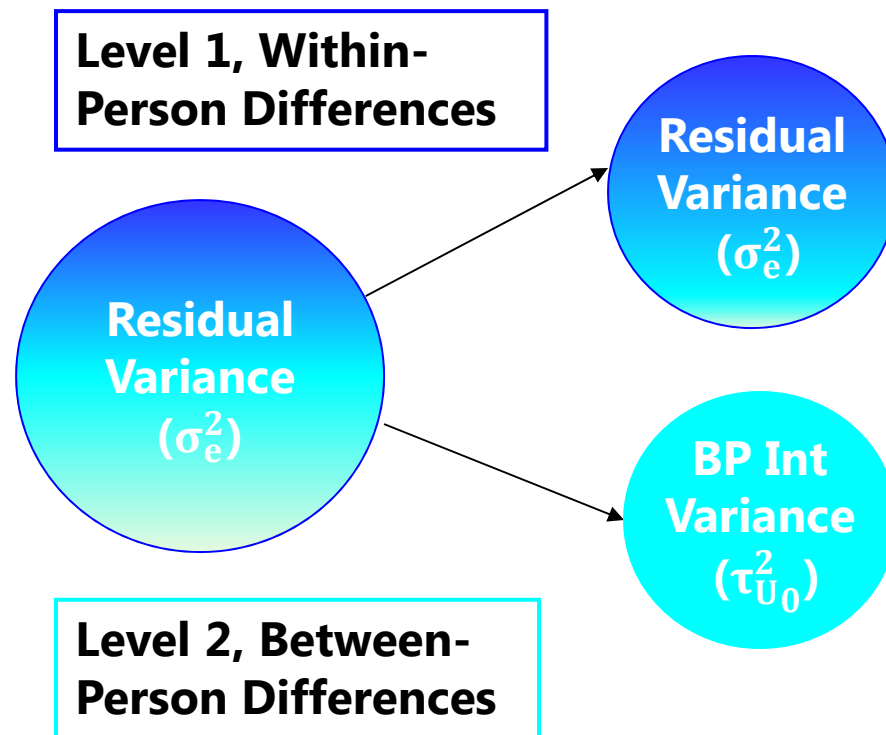 Level 1, Within-
Person Differences
Residual
Variance
(σ²ₑ)
Residual
Variance
(σ²ₑ)
BP Int
Variance
(τ²_U₀)
Level 2, Between-
Person Differences